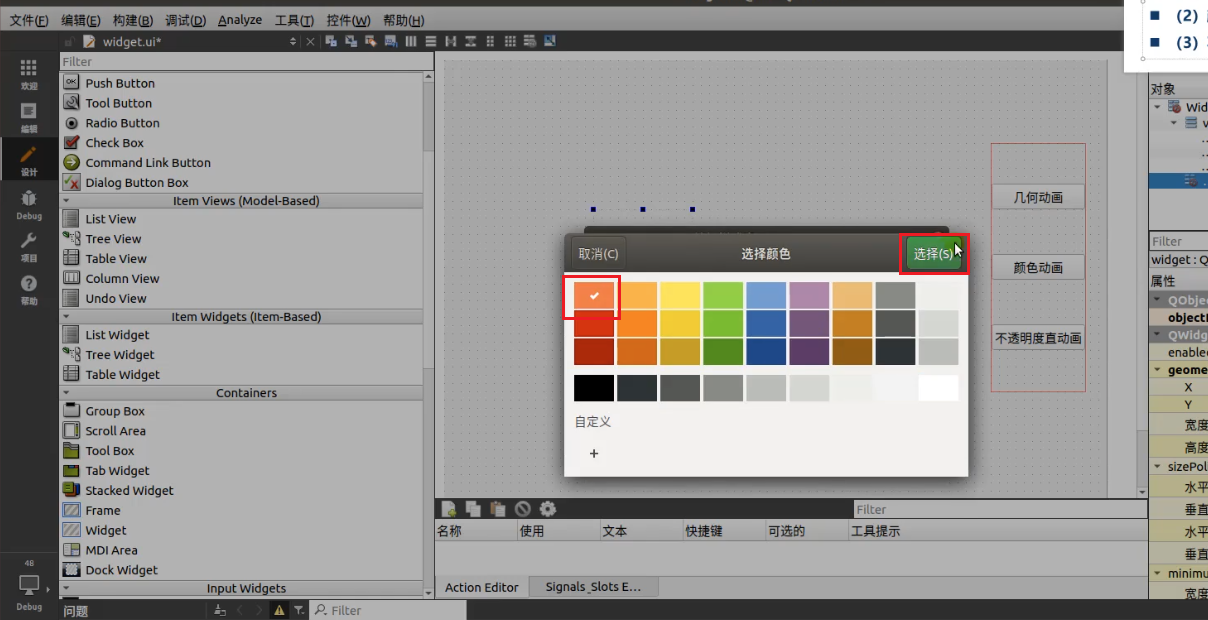 文件(F) 编辑(E) 构建(B) 调试(D) Analyze 工具(T) 控件(W) 帮助(H)
(2)
(3)
widget.ui*
Filter
欢迎
编辑
设计
Debug
项目
帮助
48
Debug
Push Button
Tool Button
Radio Button
Check Box
Command Link Button
Dialog Button Box
Item Views (Model-Based)
List View
Tree View
Table View
Column View
Undo View
Item Widgets (Item-Based)
List Widget
Tree Widget
Table Widget
Containers
Group Box
Scroll Area
Tool Box
Tab Widget
Stacked Widget
Frame
Widget
MDI Area
Dock Widget
Input Widgets
几何动画
颜色动画
不透明度直动画
取消(C) 选择颜色 选择(S)
自定义
+
Filter
名称 使用 文本 快捷键 可选的 工具提示
Action Editor Signals_Slots E...
问题 Filter
对象
Wid
Filter
widget : Q
属性
QObjec
objectN
QWidg
enabled
geome
X
Y
宽度
高度
sizePol
水平
垂直
水平
垂直
minimu
宽度